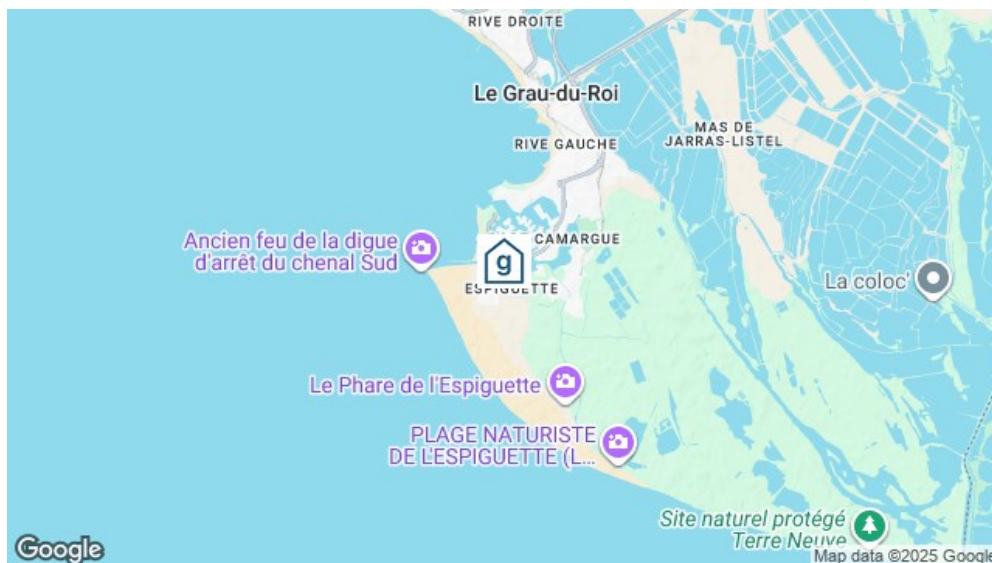 RIVE DROITE
Le Grau-du-Roi
MAS DE
JARRAS-LISTEL
RIVE GAUCHE
Ancien feu de la digue
d'arrêt du chenal Sud
CAMARGUE
g
ESPIGUETTE
La coloc'
Le Phare de l'Espiguette
PLAGE NATURISTE
DE L'ESPIGUETTE (L...
Site naturel protégé
Terre Neuve
Google
Map data ©2025 Google